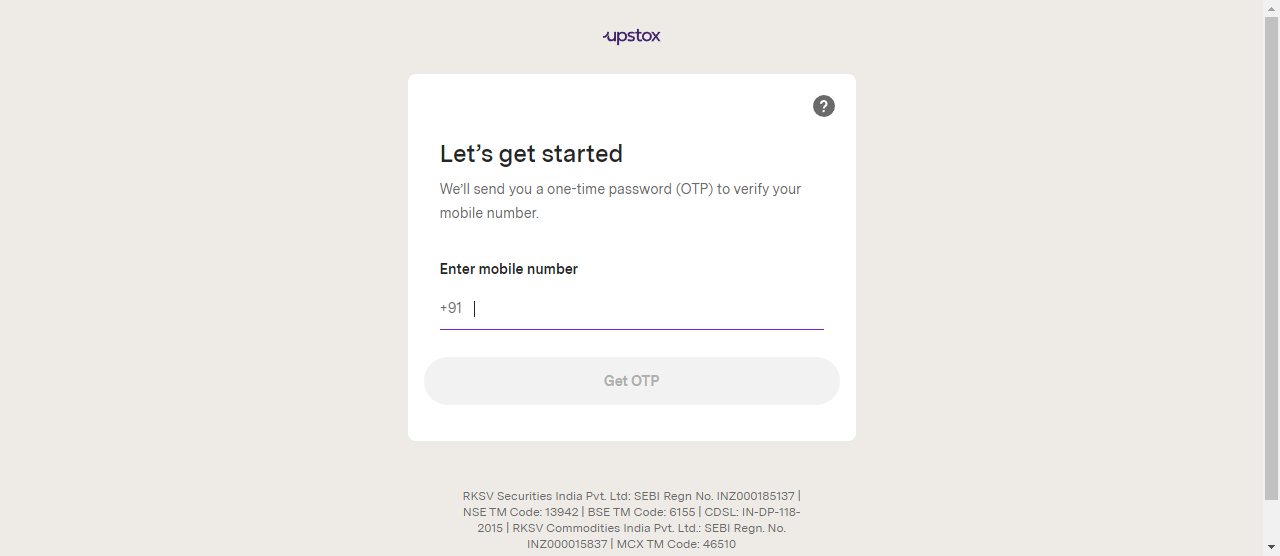 upstox
?
Let’s get started
We’ll send you a one-time password (OTP) to verify your
mobile number.
Enter mobile number
+91
Get OTP
RKSV Securities India Pvt. Ltd: SEBI Regn No. INZ000185137 |
NSE TM Code: 13942 | BSE TM Code: 6155 | CDSL: IN-DP-118-
2015 | RKSV Commodities India Pvt. Ltd.: SEBI Regn. No.
INZ000015837 | MCX TM Code: 46510